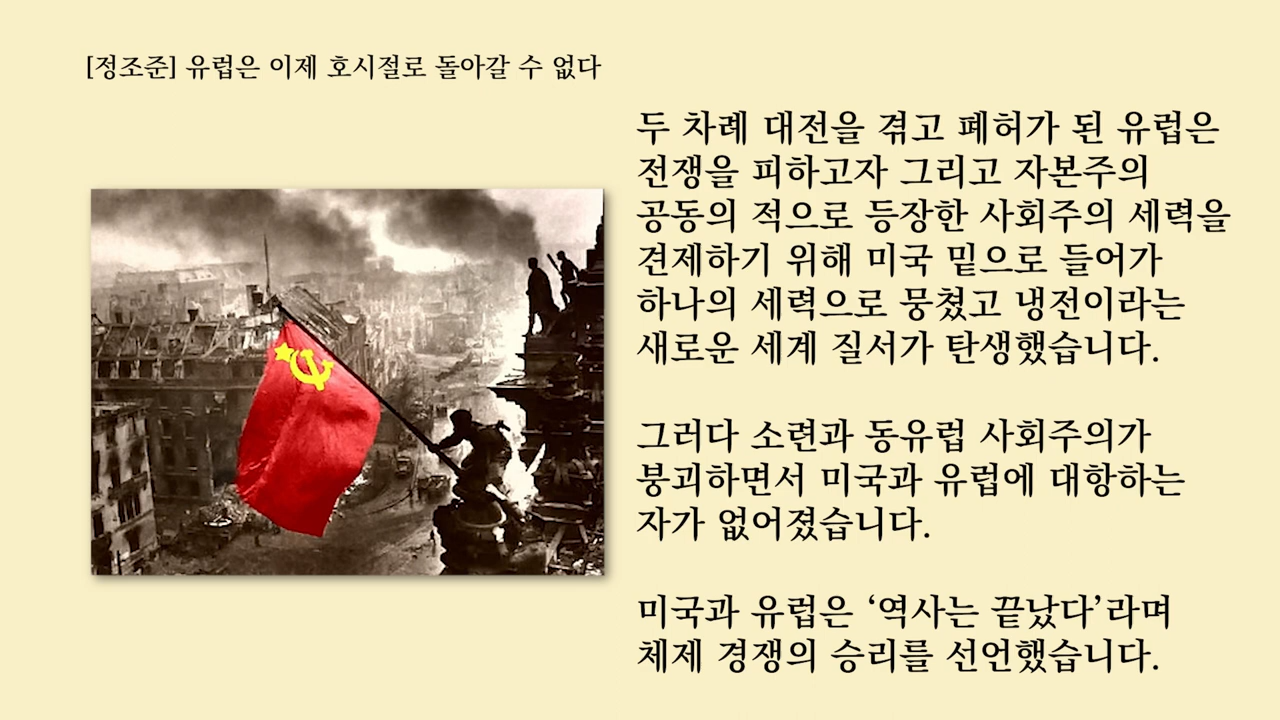 [정조준] 유럽은 이제 호시절로 돌아갈 수 없다
두 차례 대전을 겪고 폐허가 된 유럽은
전쟁을 피하고자 그리고 자본주의
공동의 적으로 등장한 사회주의 세력을
견제하기 위해 미국 밑으로 들어가
하나의 세력으로 뭉쳤고 냉전이라는
새로운 세계 질서가 탄생했습니다.
그러다 소련과 동유럽 사회주의가
붕괴하면서 미국과 유럽에 대항하는
자가 없어졌습니다.
미국과 유럽은 ‘역사는 끝났다’라며
체제 경쟁의 승리를 선언했습니다.